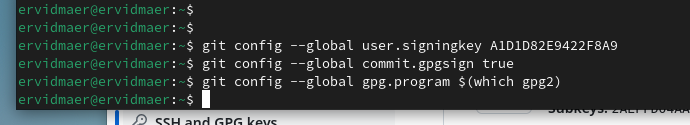 ervidmaer@ervidmaer:~$
ervidmaer@ervidmaer:~$
ervidmaer@ervidmaer:~$ git config --global user.signingkey A1D1D82E9422F8A9
ervidmaer@ervidmaer:~$ git config --global commit.gpgsign true
ervidmaer@ervidmaer:~$ git config --global gpg.program $(which gpg2)
ervidmaer@ervidmaer:~$
SSH and GPG keys